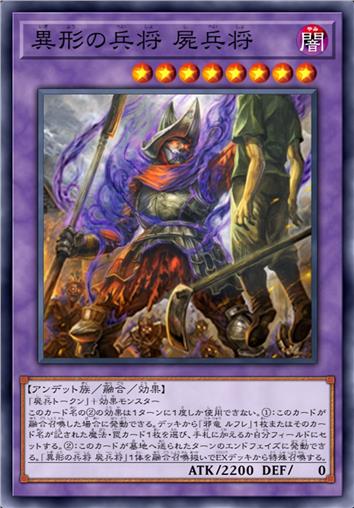 異形の兵将 屍兵将
闇
【アンデット族／融合／効果】
「屍兵トークン」＋効果モンスター
このカード名の②の効果は1ターンに1度しか使用できない。①:このカードが
融合召喚した場合に発動できる。デッキから「邪竜 ルフレ」1枚またはそのカー
ド名が記された魔法・罠カード1枚を選び、手札に加えるか自分フィールドにセ
ットする。②:このカードが墓地へ送られたターンのエンドフェイズに発動でき
る。「異形の兵将 屍兵将」1体を融合召喚扱いでEXデッキから特殊召喚する。
ATK/2200 DEF/ 0